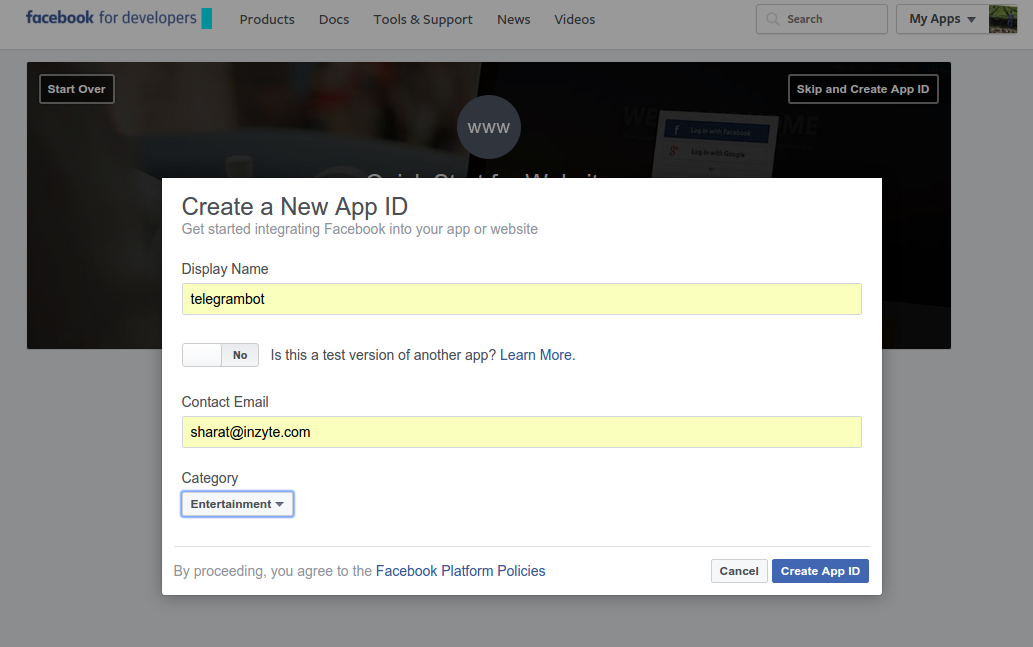 facebook for developers Products Docs Tools & Support News Videos Search My Apps
Start Over
Skip and Create App ID
www
Log in with Facebook
Log in with Google
Create a New App ID
Get started integrating Facebook into your app or website
Display Name
telegrambot
No Is this a test version of another app? Learn More.
Contact Email
sharat@inzyte.com
Category
Entertainment
By proceeding, you agree to the Facebook Platform Policies Cancel Create App ID